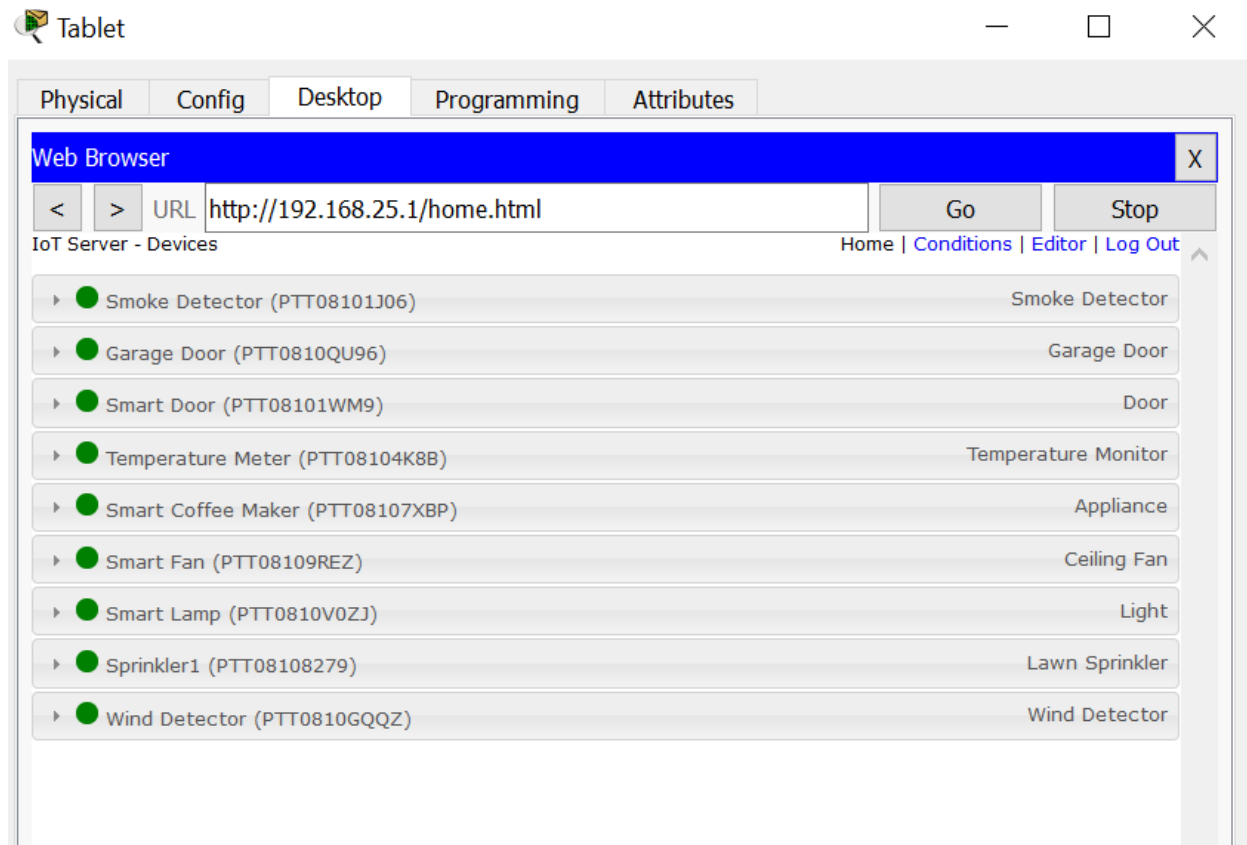 Tablet
Physical Config Desktop Programming Attributes
Web Browser X
< > URL http://192.168.25.1/home.html Go Stop
IoT Server - Devices Home | Conditions | Editor | Log Out
Smoke Detector (PTT08101J06) Smoke Detector
Garage Door (PTT0810QU96) Garage Door
Smart Door (PTT08101WM9) Door
Temperature Meter (PTT08104K8B) Temperature Monitor
Smart Coffee Maker (PTT08107XBP) Appliance
Smart Fan (PTT08109REZ) Ceiling Fan
Smart Lamp (PTT0810V0ZJ) Light
Sprinkler1 (PTT08108279) Lawn Sprinkler
Wind Detector (PTT0810GQQZ) Wind Detector